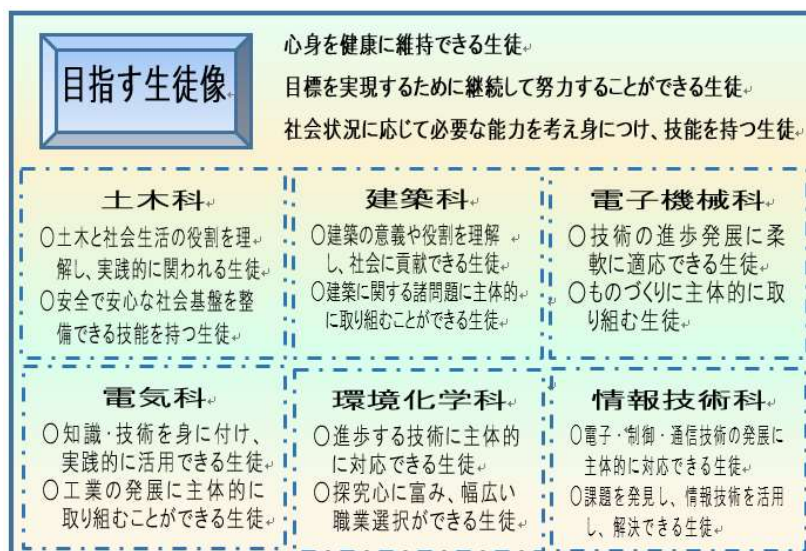 目指す生徒像
心身を健康に維持できる生徒
目標を実現するために継続して努力することができる生徒
社会状況に応じて必要な能力を考え身につけ、技能を持つ生徒
土木科
〇土木と社会生活の役割を理
解し、実践的に関われる生徒
〇安全で安心な社会基盤を整
備できる技能を持つ生徒
建築科
〇建築の意義や役割を理解
し、社会に貢献できる生徒
〇建築に関する諸問題に主体的
に取り組むことができる生徒
電子機械科
〇技術の進歩発展に柔
軟に適応できる生徒
〇ものづくりに主体的に取
り組む生徒
電気科
〇知識・技術を身に付け、
実践的に活用できる生徒
〇工業の発展に主体的に
取り組むことができる生徒
環境化学科
〇進歩する技術に主体的
に対応できる生徒
〇探究心に富み、幅広い
職業選択ができる生徒
情報技術科
〇電子・制御・通信技術の発展に
主体的に対応できる生徒
〇課題を発見し、情報技術を活用
し、解決できる生徒